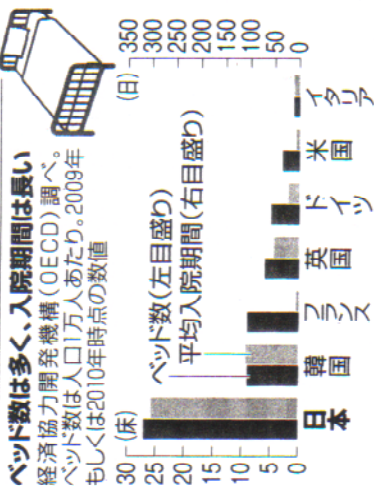 ベッド数は多く、入院期間は長い
経済協力開発機構(OECD)調べ。
ベッド数は人口1万人あたり。2009年
もしくは2010年時点の数値
(床)
30
25
20
15
10
5
0
ベッド数(左目盛り)
平均入院期間(右目盛り)
(日)
350
300
250
200
150
100
50
0
日本
韓国
フランス
英国
ドイツ
米国
イタリア